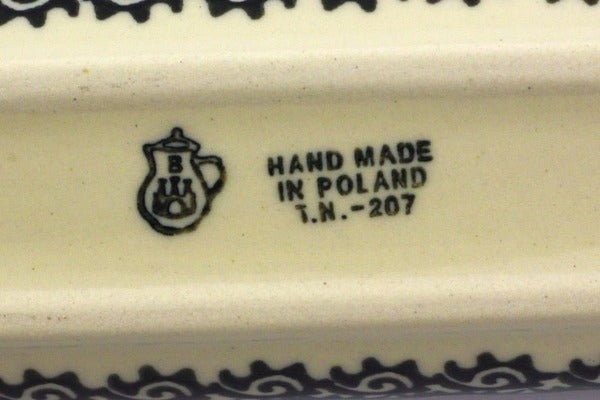 B
HAND MADE
IN POLAND
T.N.-207